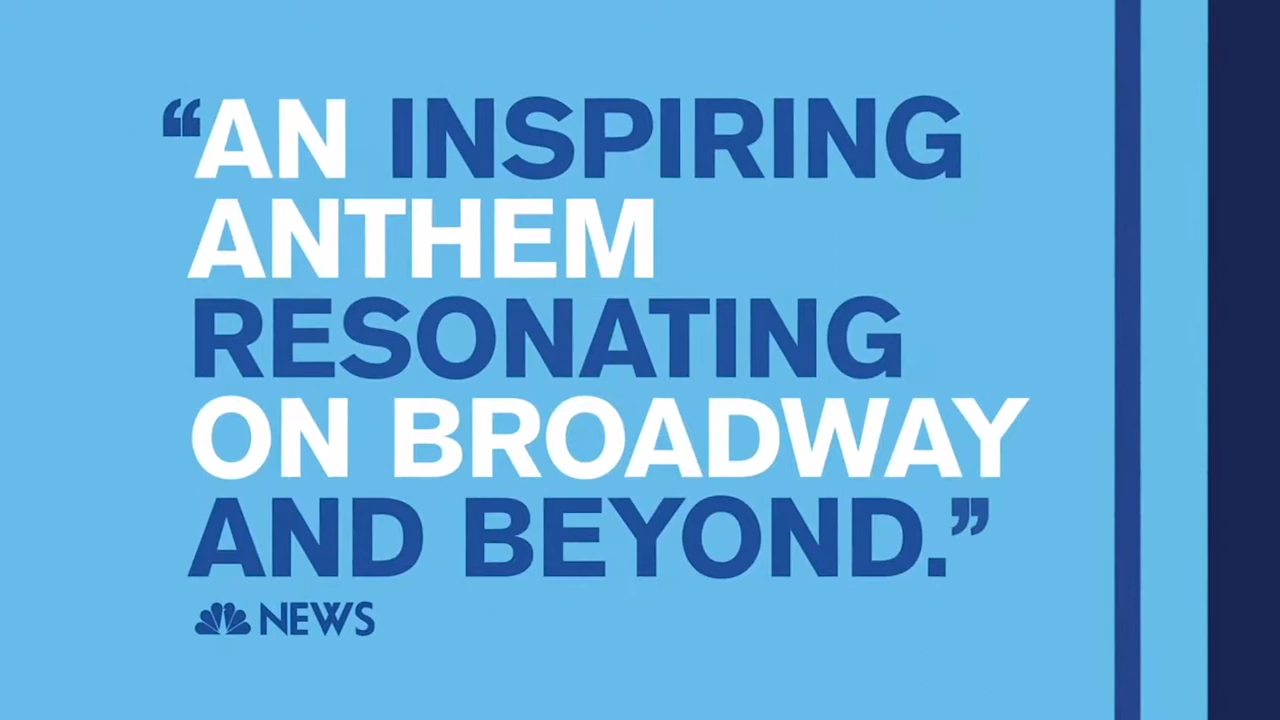 “AN INSPIRING
ANTHEM
RESONATING
ON BROADWAY
AND BEYOND.”
NEWS